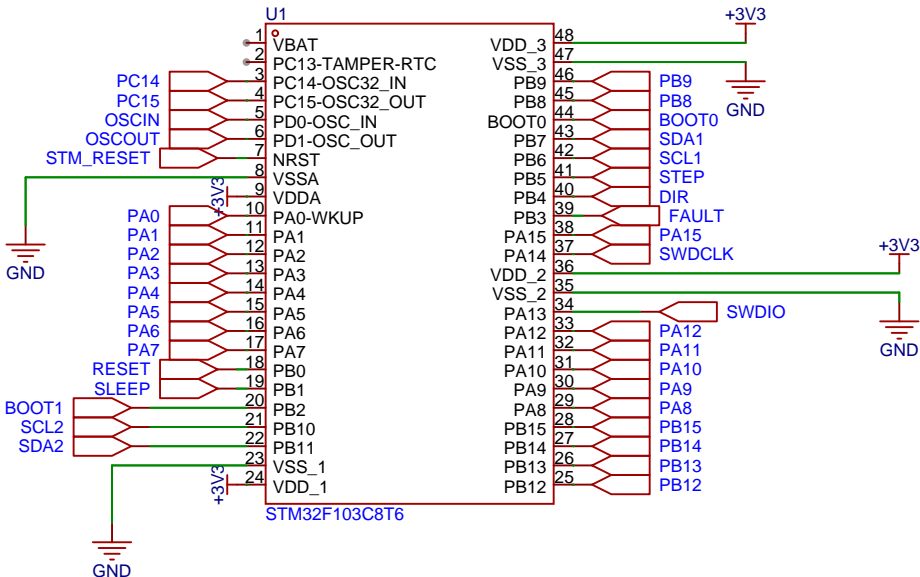 U1
+3V3
1 VBAT VDD_3 48
2 PC13-TAMPER-RTC VSS_3 47
PC14 3 PC14-OSC32_IN PB9 46 PB9
PC15 4 PC15-OSC32_OUT PB8 45 PB8
GND
OSCIN 5 PD0-OSC_IN BOOT0 44 BOOT0
OSCOUT 6 PD1-OSC_OUT PB7 43 SDA1
STM_RESET 7 NRST PB6 42 SCL1
8 VSSA PB5 41 STEP
+3V3 9 VDDA PB4 40 DIR
PA0 10 PA0-WKUP PB3 39 FAULT
PA1 11 PA1 PA15 38 PA15
PA2 12 PA2 PA14 37 SWDCLK
+3V3
GND
PA3 13 PA3 VDD_2 36
PA4 14 PA4 VSS_2 35
PA5 15 PA5 PA13 34 SWDIO
PA6 16 PA6 PA12 33 PA12
PA7 17 PA7 PA11 32 PA11
GND
RESET 18 PB0 PA10 31 PA10
SLEEP 19 PB1 PA9 30 PA9
BOOT1 20 PB2 PA8 29 PA8
SCL2 21 PB10 PB15 28 PB15
SDA2 22 PB11 PB14 27 PB14
23 VSS_1 PB13 26 PB13
+3V3 24 VDD_1 PB12 25 PB12
STM32F103C8T6
GND